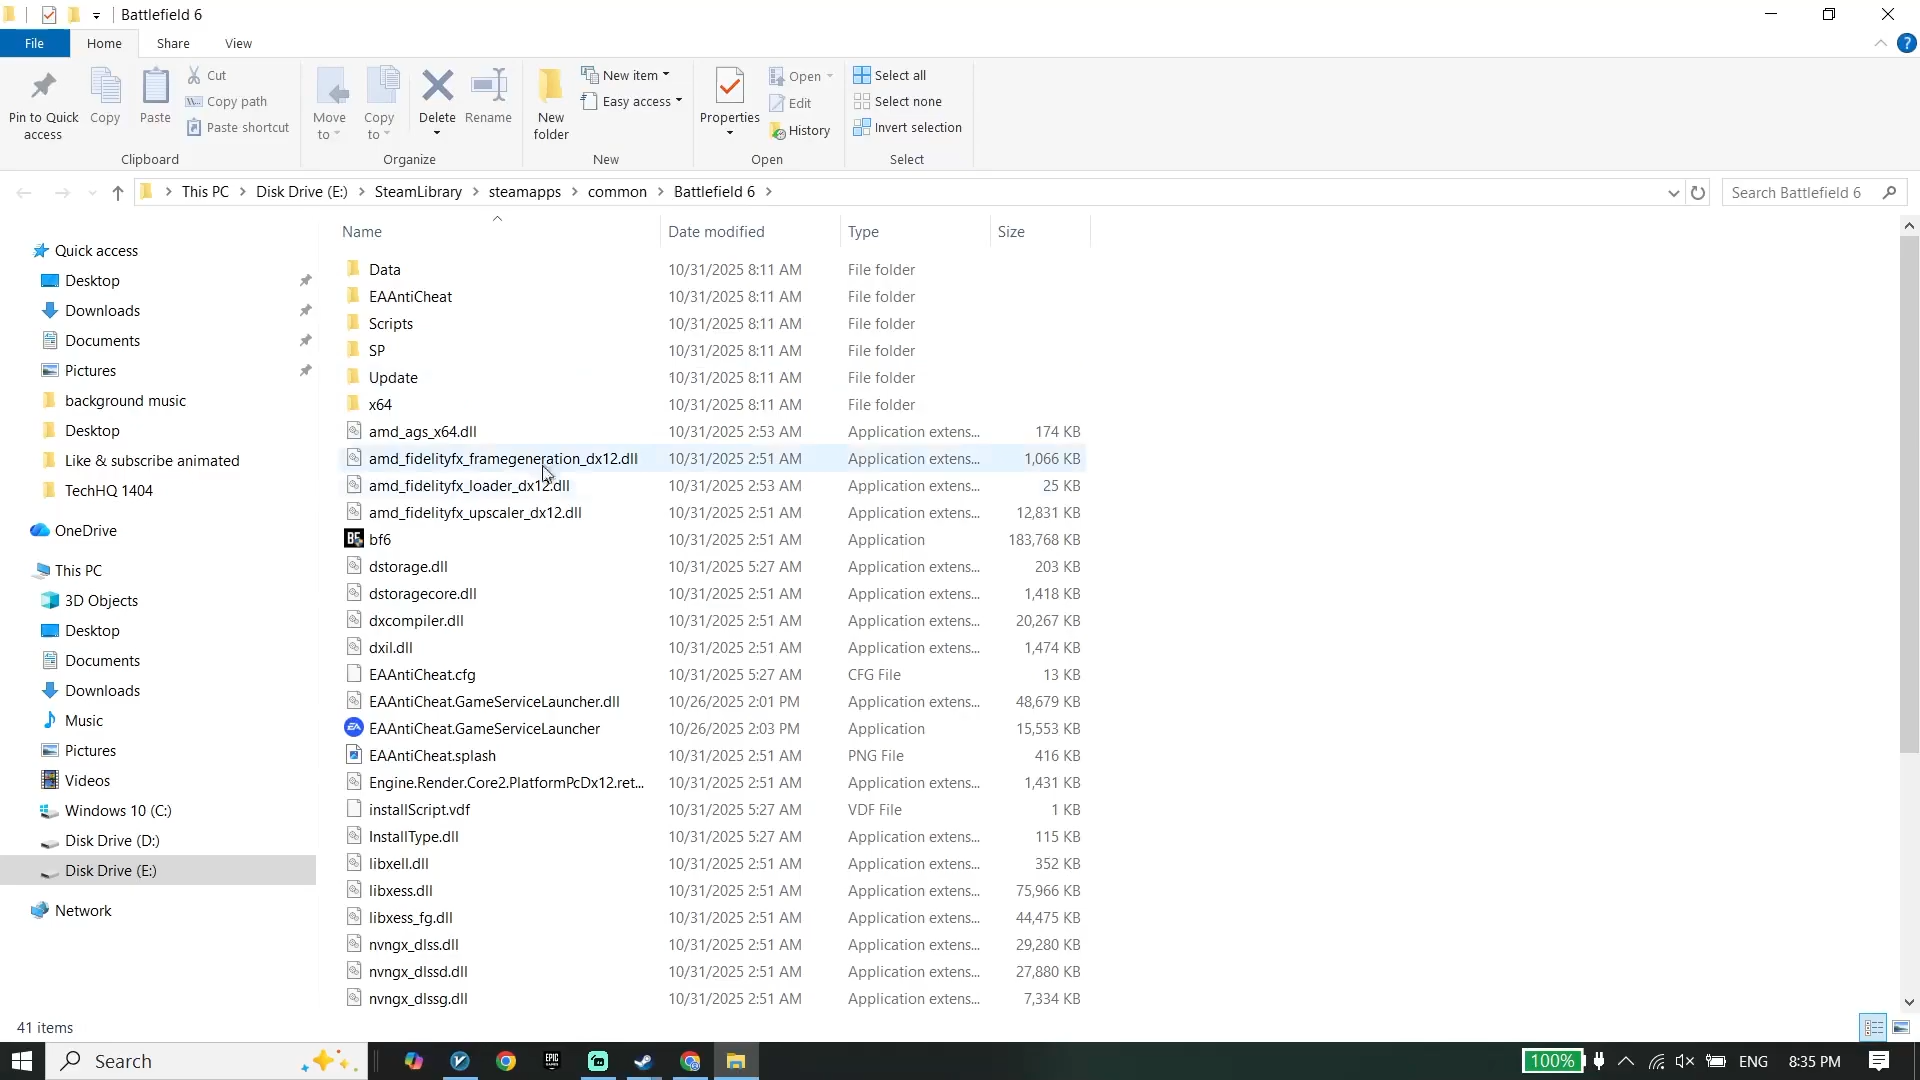 Battlefield 6
File Home Share View
Pin to Quick access
Copy
Paste
Cut
Copy path
Paste shortcut
Clipboard
Move to
Copy to
Delete
Rename
Organize
New folder
New item
Easy access
New
Properties
Open
Edit
History
Open
Select all
Select none
Invert selection
Select
This PC > Disk Drive (E:) > SteamLibrary > steamapps > common > Battlefield 6 >
Search Battlefield 6
Quick access
Desktop
Downloads
Documents
Pictures
background music
Desktop
Like & subscribe animated
TechHQ 1404
OneDrive
This PC
3D Objects
Desktop
Documents
Downloads
Music
Pictures
Videos
Windows 10 (C:)
Disk Drive (D:)
Disk Drive (E:)
Network
Name Date modified Type Size
Data 10/31/2025 8:11 AM File folder
EAAntiCheat 10/31/2025 8:11 AM File folder
Scripts 10/31/2025 8:11 AM File folder
SP 10/31/2025 8:11 AM File folder
Update 10/31/2025 8:11 AM File folder
x64 10/31/2025 8:11 AM File folder
amd_ags_x64.dll 10/31/2025 2:53 AM Application extens... 174 KB
amd_fidelityfx_framegeneration_dx12.dll 10/31/2025 2:51 AM Application extens... 1,066 KB
amd_fidelityfx_loader_dx12.dll 10/31/2025 2:53 AM Application extens... 25 KB
amd_fidelityfx_upscaler_dx12.dll 10/31/2025 2:51 AM Application extens... 12,831 KB
bf6 10/31/2025 2:51 AM Application 183,768 KB
dstorage.dll 10/31/2025 5:27 AM Application extens... 203 KB
dstoragecore.dll 10/31/2025 2:51 AM Application extens... 1,418 KB
dxcompiler.dll 10/31/2025 2:51 AM Application extens... 20,267 KB
dxil.dll 10/31/2025 2:51 AM Application extens... 1,474 KB
EAAntiCheat.cfg 10/31/2025 5:27 AM CFG File 13 KB
EAAntiCheat.GameServiceLauncher.dll 10/26/2025 2:01 PM Application extens... 48,679 KB
EAAntiCheat.GameServiceLauncher 10/26/2025 2:03 PM Application 15,553 KB
EAAntiCheat.splash 10/31/2025 2:51 AM PNG File 416 KB
Engine.Render.Core2.PlatformPcDx12.ret... 10/31/2025 2:51 AM Application extens... 1,431 KB
installScript.vdf 10/31/2025 5:27 AM VDF File 1 KB
InstallType.dll 10/31/2025 5:27 AM Application extens... 115 KB
libxell.dll 10/31/2025 2:51 AM Application extens... 352 KB
libxess.dll 10/31/2025 2:51 AM Application extens... 75,966 KB
libxess_fg.dll 10/31/2025 2:51 AM Application extens... 44,475 KB
nvngx_dlss.dll 10/31/2025 2:51 AM Application extens... 29,280 KB
nvngx_dlssd.dll 10/31/2025 2:51 AM Application extens... 27,880 KB
nvngx_dlssg.dll 10/31/2025 2:51 AM Application extens... 7,334 KB
41 items
Search
EPIC GAMES
100%
ENG
8:35 PM